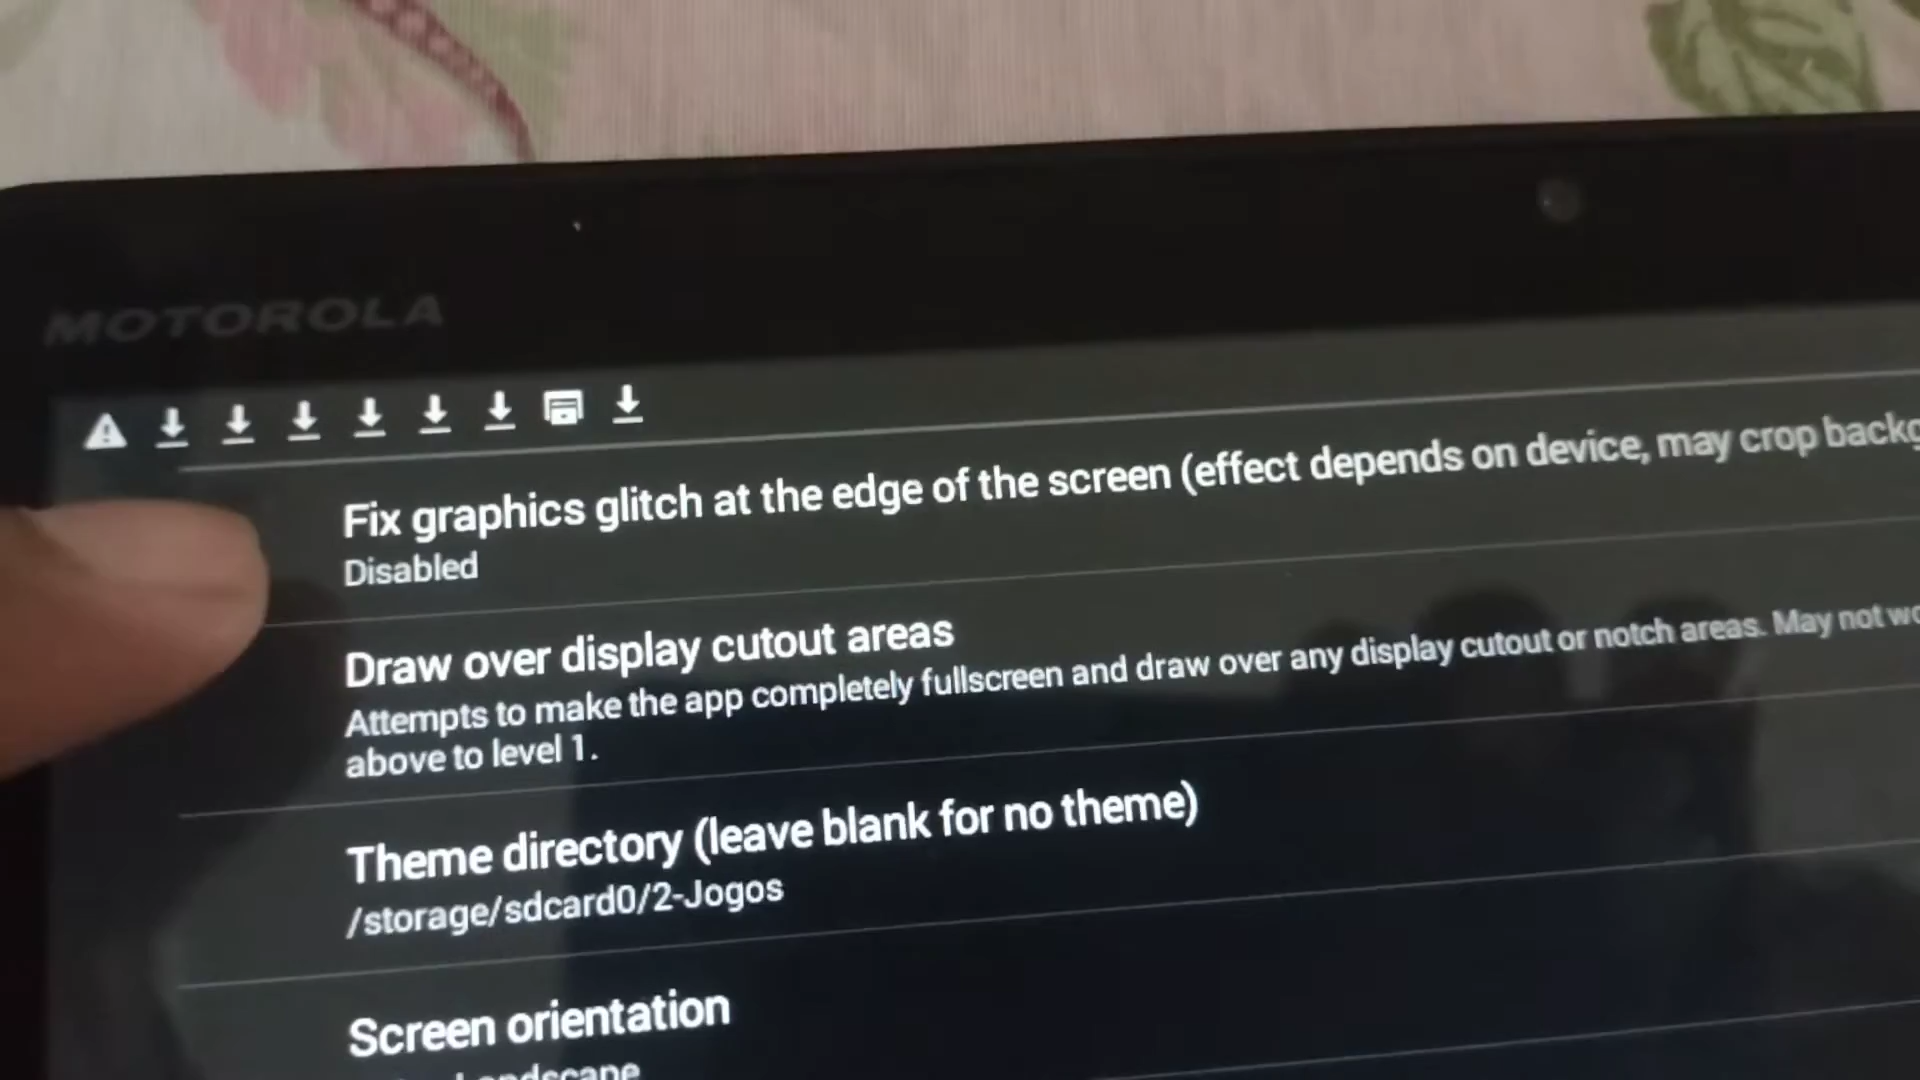 MOTOROLA
Fix graphics glitch at the edge of the screen (effect depends on device, may crop
Disabled
Draw over display cutout areas
Attempts to make the app completely fullscreen and draw over any display cutout or notch areas. May not
above to level 1.
Theme directory (leave blank for no theme)
/storage/sdcard0/2-Jogos
Screen orientation
Landscape